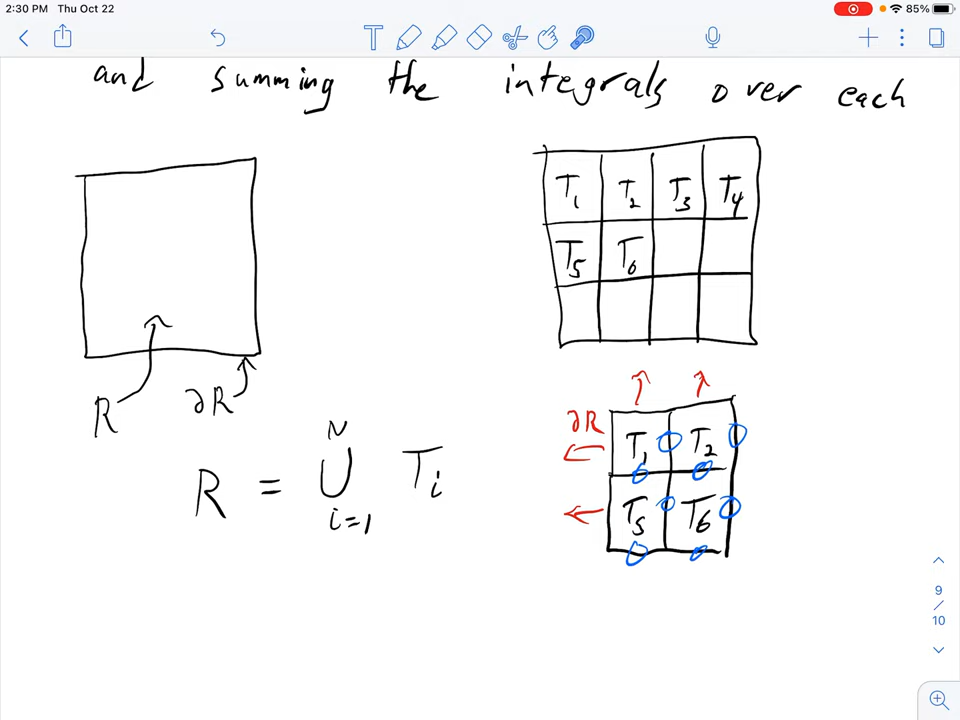 2:30 PM Thu Oct 22
85%
and summing the integrals over each
T₁ T₂ T₃ T₄
T₅ T₆
R
∂R
R = ⋃ᵢ₌₁ᴺ Tᵢ
∂R
T₁ T₂
T₅ T₆
9
/
10